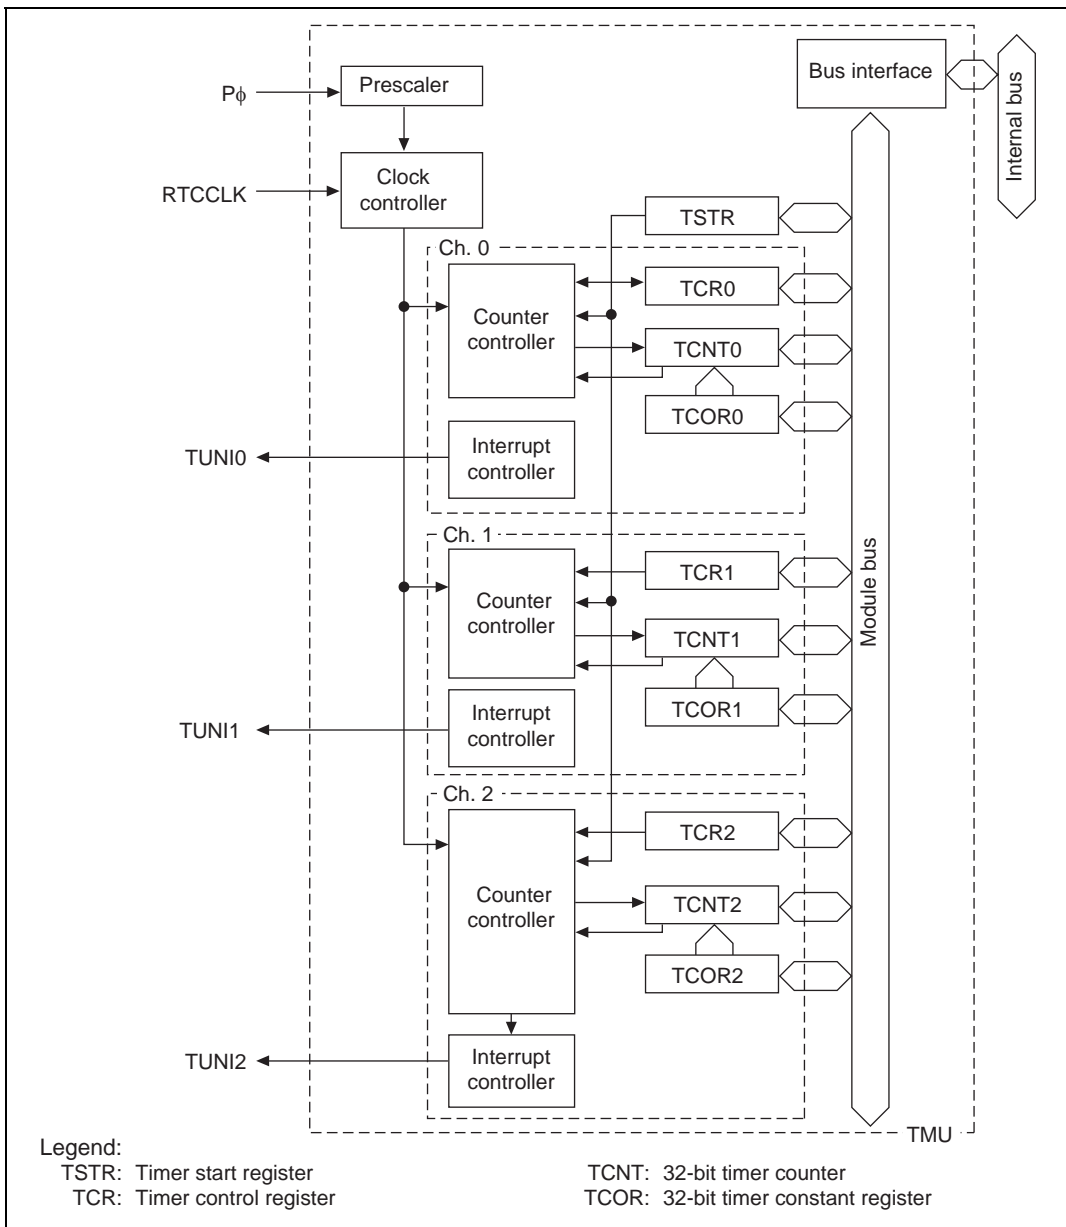 Bus interface
Internal bus
Prescaler
Pϕ
Clock
controller
RTCCLK
TSTR
Ch. 0
Counter
controller
TCR0
TCNT0
TCOR0
Interrupt
controller
TUNI0
Ch. 1
Counter
controller
TCR1
TCNT1
TCOR1
Interrupt
controller
TUNI1
Module bus
Ch. 2
Counter
controller
TCR2
TCNT2
TCOR2
Interrupt
controller
TUNI2
TMU
Legend:
TSTR: Timer start register
TCR: Timer control register
TCNT: 32-bit timer counter
TCOR: 32-bit timer constant register